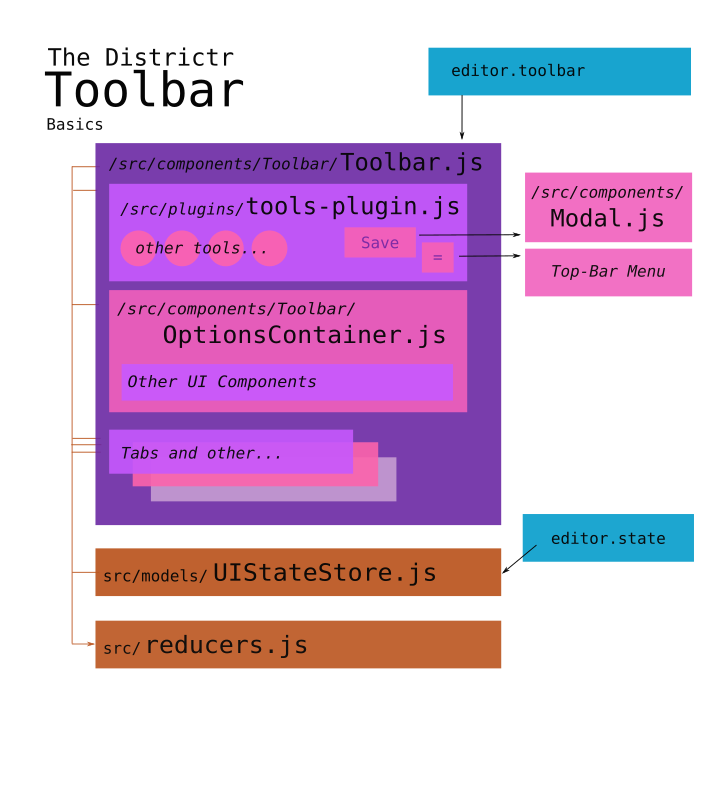 The Districtr
Toolbar
Basics
editor.toolbar
/src/components/Toolbar/Toolbar.js
/src/plugins/tools-plugin.js
other tools...
Save
=
/src/components/
Modal.js
Top-Bar Menu
/src/components/Toolbar/
OptionsContainer.js
Other UI Components
Tabs and other...
editor.state
src/models/UIStateStore.js
src/reducers.js